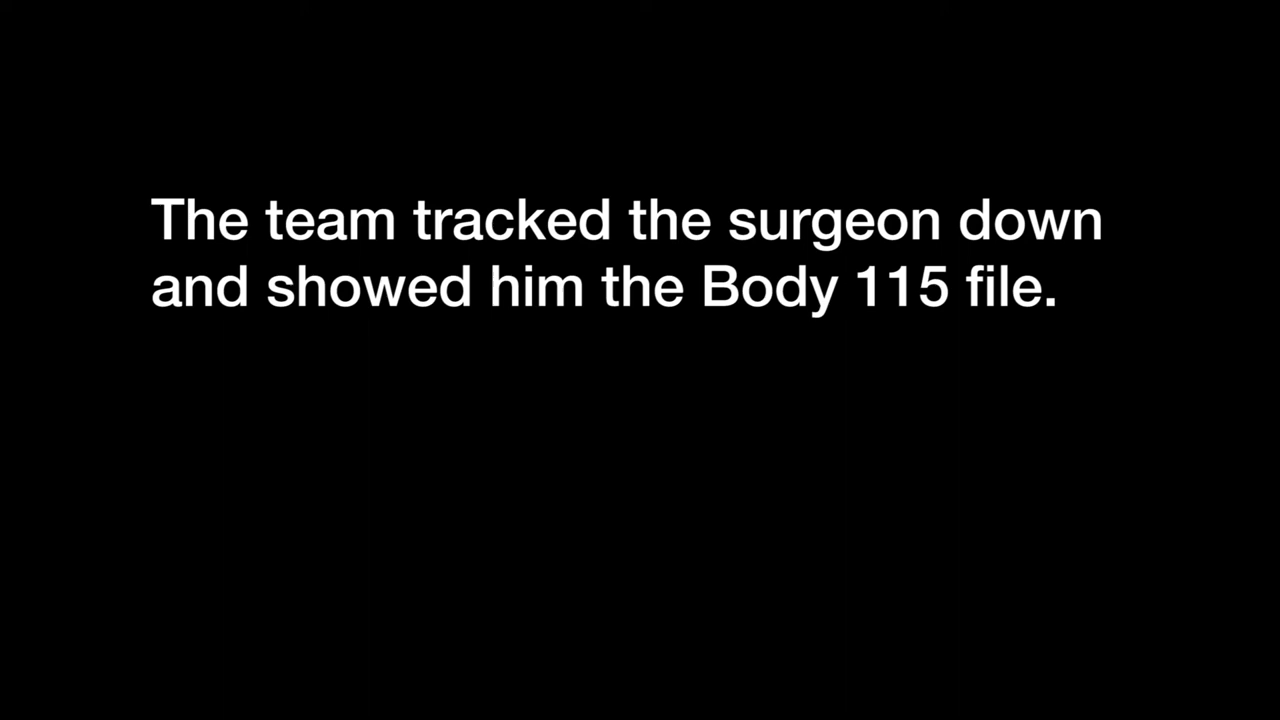 The team tracked the surgeon down
and showed him the Body 115 file.